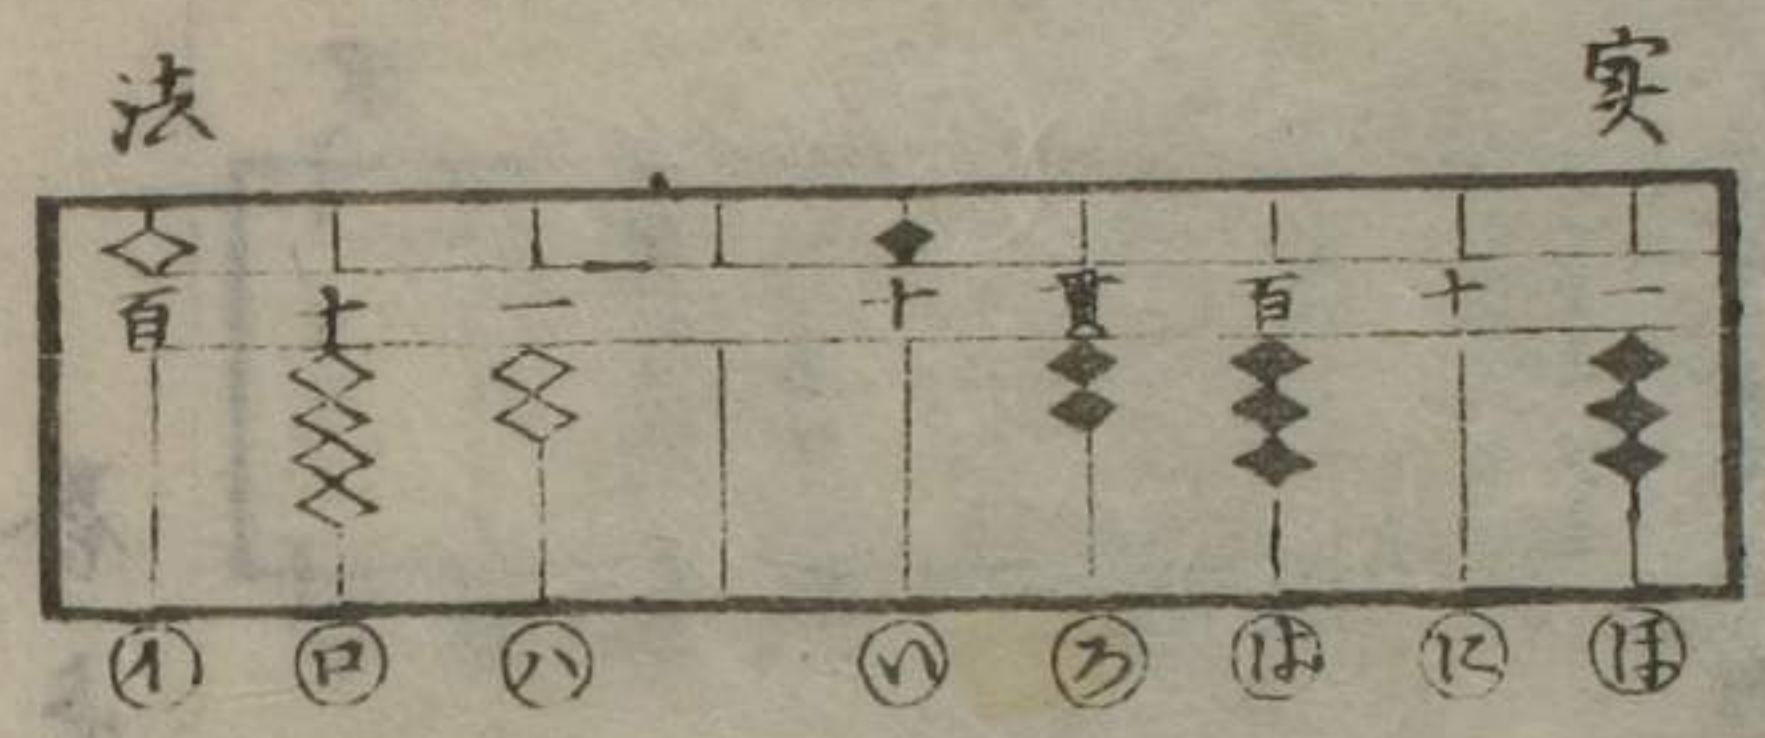 法 実
百 十 一 十 貫 百 十 一
イ ロ ハ い ろ は に ほ